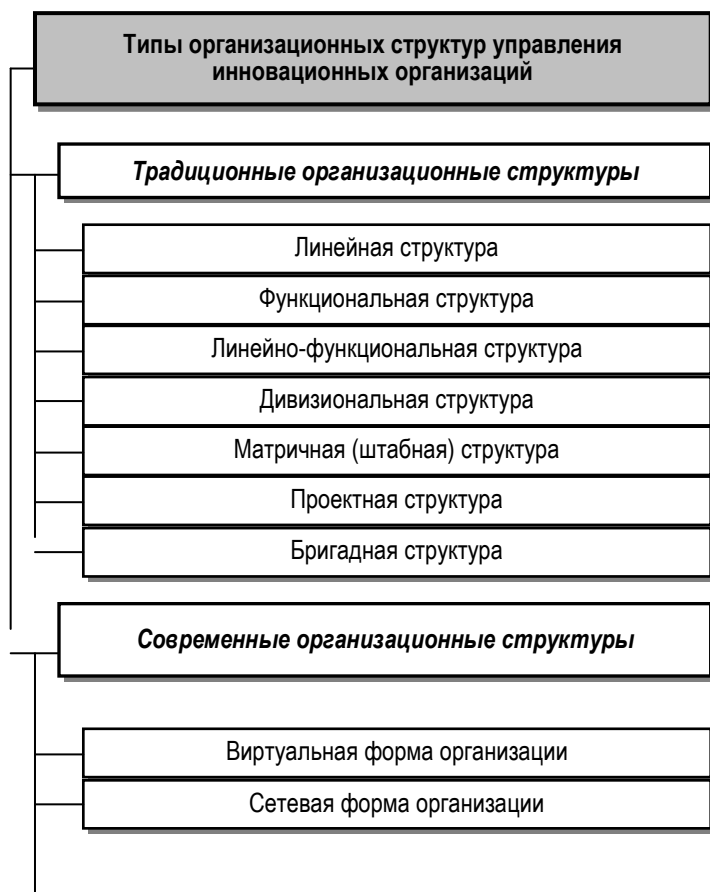 Типы организационных структур управления
инновационных организаций
Традиционные организационные структуры
Линейная структура
Функциональная структура
Линейно-функциональная структура
Дивизиональная структура
Матричная (штабная) структура
Проектная структура
Бригадная структура
Современные организационные структуры
Виртуальная форма организации
Сетевая форма организации